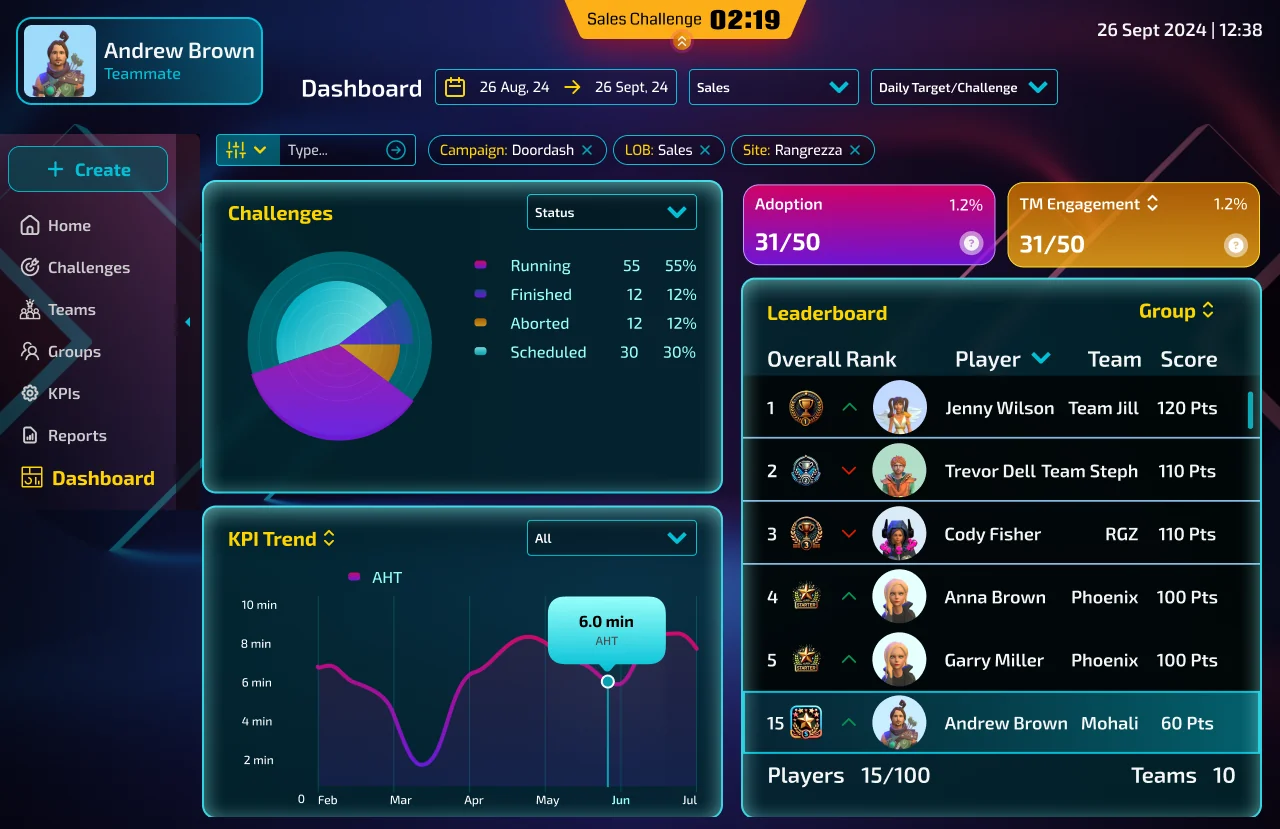 Sales Challenge 02:19
26 Sept 2024 | 12:38
Andrew Brown
Teammate
Dashboard
26 Aug, 24
26 Sept, 24
Sales
Daily Target/Challenge
Type...
Campaign: Doordash
LOB: Sales
Site: Rangrezza
+ Create
Home
Challenges
Teams
Groups
KPIs
Reports
Dashboard
Challenges
Status
Running 55 55%
Finished 12 12%
Aborted 12 12%
Scheduled 30 30%
Adoption 1.2%
31/50 ?
TM Engagement 1.2%
31/50 ?
KPI Trend
All
AHT
10 min
8 min
6 min
4 min
2 min
0
6.0 min
AHT
Feb Mar Apr May Jun Jul
Leaderboard
Group
Overall Rank Player Team Score
1 Jenny Wilson Team Jill 120 Pts
2 Trevor Dell Team Steph 110 Pts
3 Cody Fisher RGZ 110 Pts
4 STARTER Anna Brown Phoenix 100 Pts
5 STARTER Garry Miller Phoenix 100 Pts
15 Andrew Brown Mohali 60 Pts
Players 15/100
Teams 10